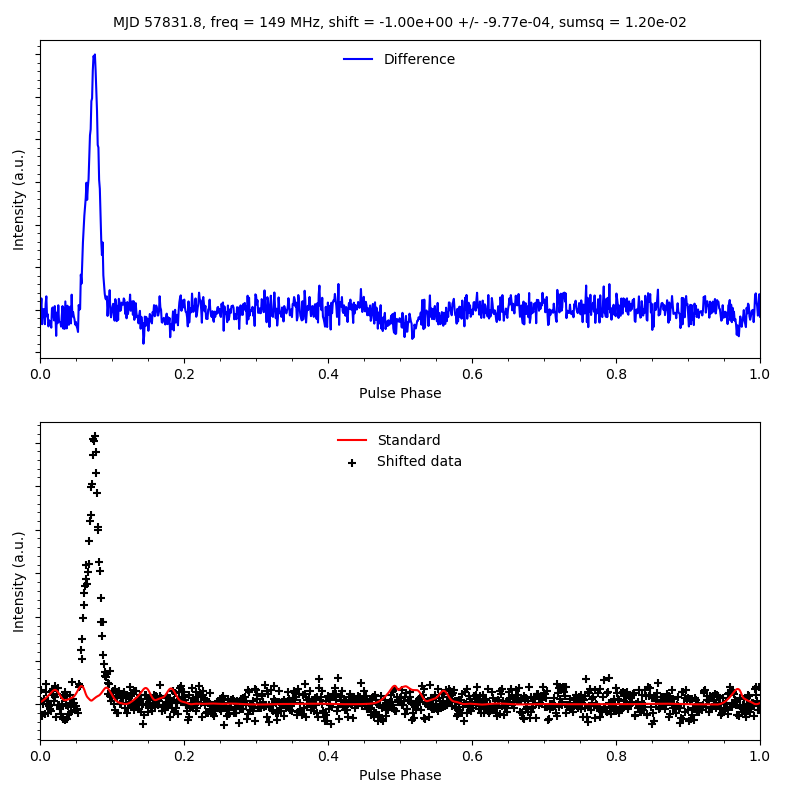 MJD 57831.8, freq = 149 MHz, shift = -1.00e+00 +/- -9.77e-04, sumsq = 1.20e-02
Difference
Intensity (a.u.)
0.0 0.2 0.4 0.6 0.8 1.0
Pulse Phase
Standard
Shifted data
Intensity (a.u.)
0.0 0.2 0.4 0.6 0.8 1.0
Pulse Phase